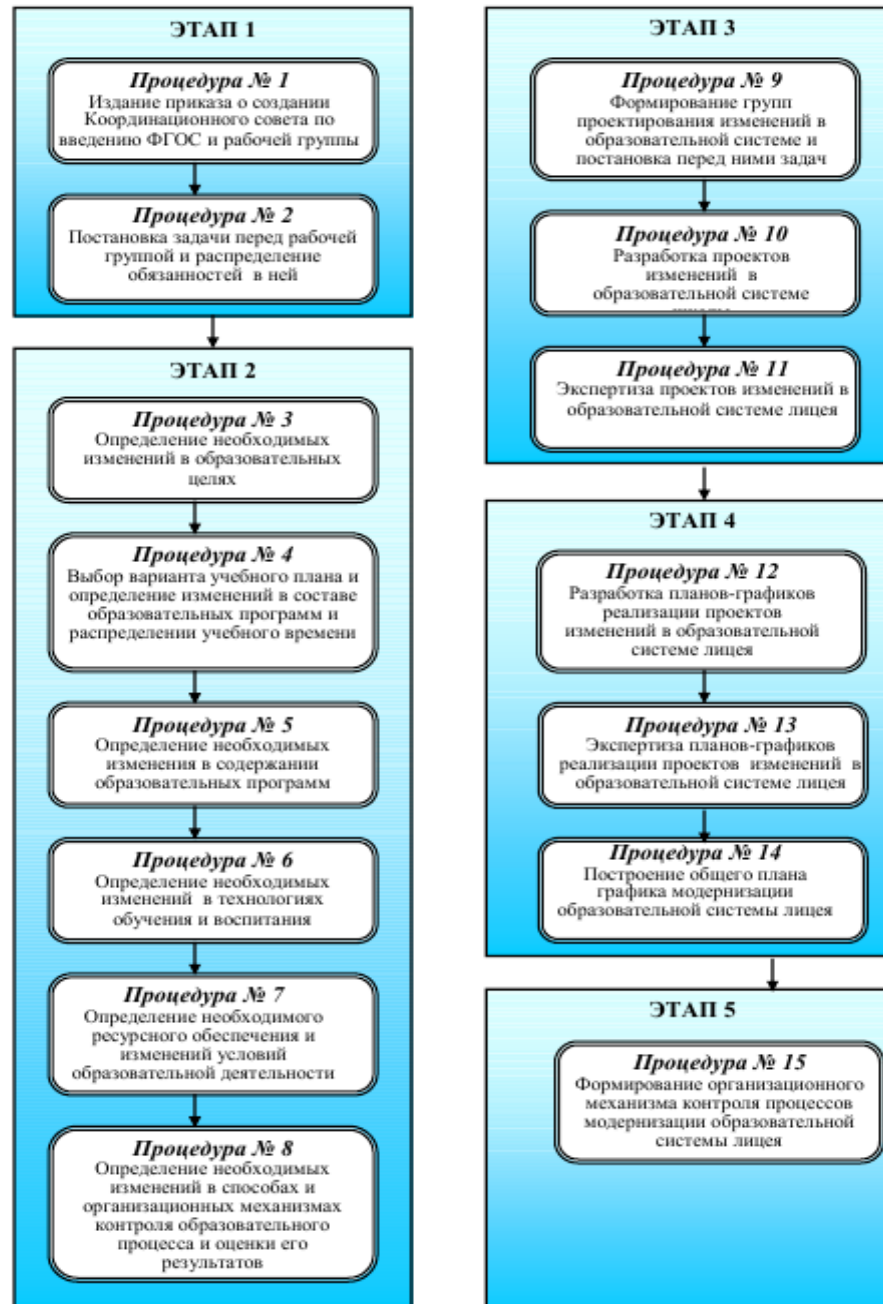 ЭТАП 1
Процедура № 1
Издание приказа о создании
Координационного совета по
введению ФГОС и рабочей группы
Процедура № 2
Постановка задачи перед рабочей
группой и распределение
обязанностей в ней
ЭТАП 2
Процедура № 3
Определение необходимых
изменений в образовательных
целях
Процедура № 4
Выбор варианта учебного плана и
определение изменений в составе
образовательных программ и
распределении учебного времени
Процедура № 5
Определение необходимых
изменения в содержании
образовательных программ
Процедура № 6
Определение необходимых
изменений в технологиях
обучения и воспитания
Процедура № 7
Определение необходимого
ресурсного обеспечения и
изменений условий
образовательной деятельности
Процедура № 8
Определение необходимых
изменений в способах и
организационных механизмах
контроля образовательного
процесса и оценки его
результатов
ЭТАП 3
Процедура № 9
Формирование групп
проектирования изменений в
образовательной системе и
постановка перед ними задач
Процедура № 10
Разработка проектов
изменений в
образовательной системе
Процедура № 11
Экспертиза проектов изменений в
образовательной системе лицея
ЭТАП 4
Процедура № 12
Разработка планов-графиков
реализации проектов
изменений в образовательной
системе лицея
Процедура № 13
Экспертиза планов-графиков
реализации проектов изменений в
образовательной системе лицея
Процедура № 14
Построение общего плана
графика модернизации
образовательной системы лицея
ЭТАП 5
Процедура № 15
Формирование организационного
механизма контроля процессов
модернизации образовательной
системы лицея